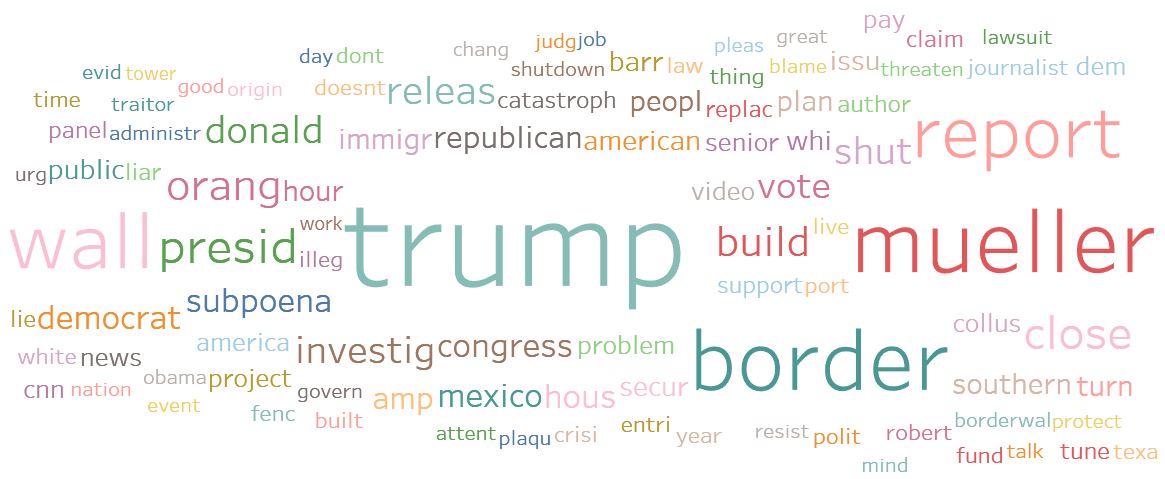 pay
great
claim lawsuit
chang judg job
day dont barr law pleas
thing blame issu threaten journalist dem
evid tower good origin doesnt releas shutdown catastroph
time traitor peopl replac plan author
panel administr donald immigr republican american senior whi shut report
urg public liar
orang hour video vote
wall presid work illeg trump build live mueller
subpoena support port
lie democrat collus close
white news america investig congress problem border
cnn nation obama project govern amp mexico hous secur southern turn
event fenc built borderwal protect
attent plaqu crisi entri year resist polit robert
mind fund talk tune texa